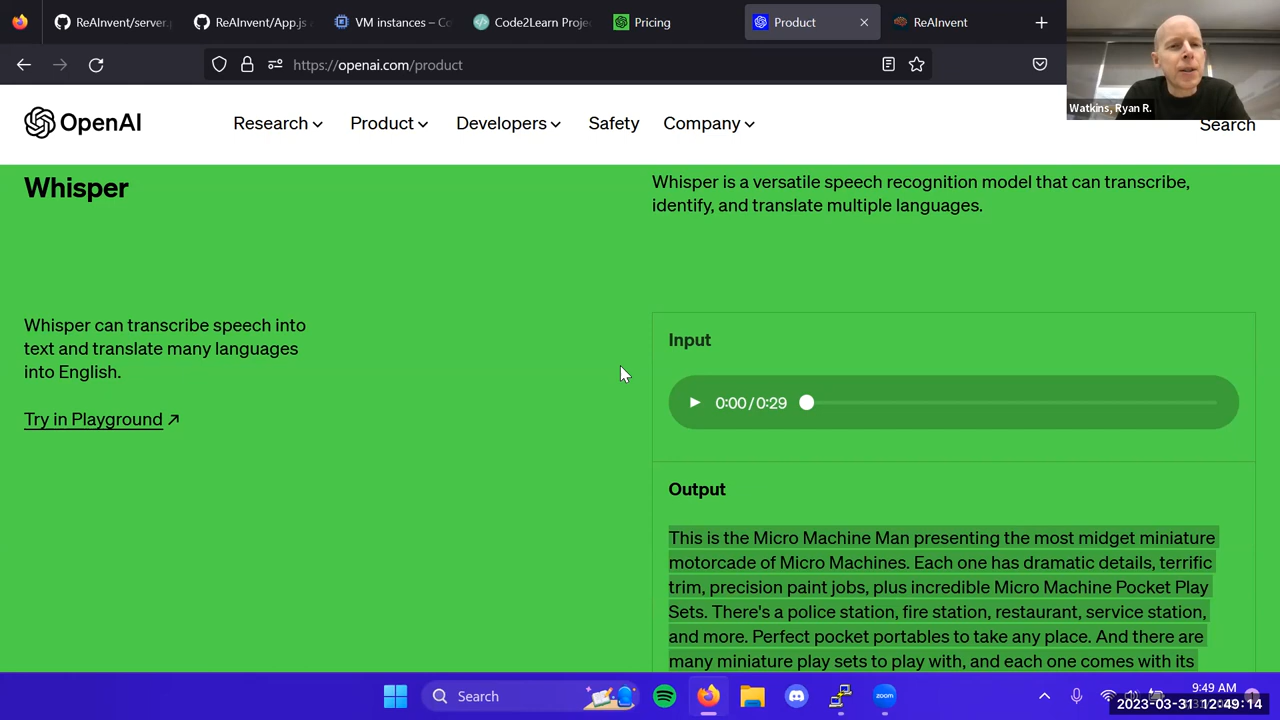 ReAInvent/server.
ReAInvent/App.js
VM instances – Co
Code2Learn Proje
Pricing
Product
ReAInvent
https://openai.com/product
Watkins, Ryan R.
OpenAI
Research
Product
Developers
Safety
Company
Search
Whisper
Whisper is a versatile speech recognition model that can transcribe,
identify, and translate multiple languages.
Whisper can transcribe speech into
text and translate many languages
into English.
Try in Playground
Input
0:00 / 0:29
Output
This is the Micro Machine Man presenting the most midget miniature
motorcade of Micro Machines. Each one has dramatic details, terrific
trim, precision paint jobs, plus incredible Micro Machine Pocket Play
Sets. There's a police station, fire station, restaurant, service station,
and more. Perfect pocket portables to take any place. And there are
many miniature play sets to play with, and each one comes with its
Search
zoom
9:49 AM
2023-03-31 12:49:14